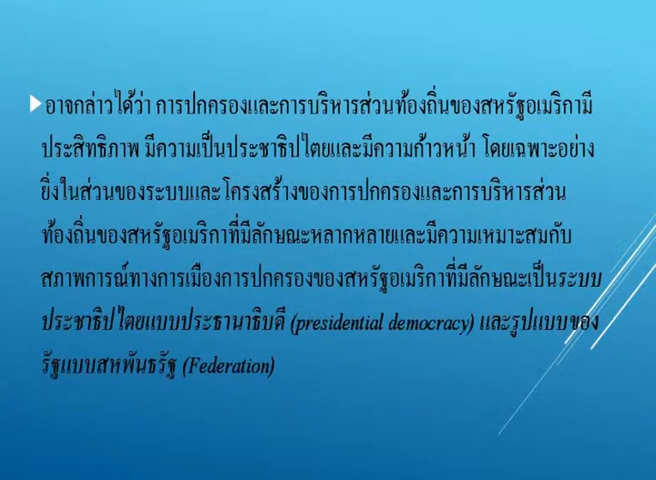 อาจกล่าวได้ว่า การปกครองและการบริหารส่วนท้องถิ่นของสหรัฐอเมริกามี
ประสิทธิภาพ มีความเป็นประชาธิปไตยและมีความก้าวหน้า โดยเฉพาะอย่าง
ยิ่งในส่วนของระบบและโครงสร้างของการปกครองและการบริหารส่วน
ท้องถิ่นของสหรัฐอเมริกาที่มีลักษณะหลากหลายและมีความเหมาะสมกับ
สภาพการณ์ทางการเมืองการปกครองของสหรัฐอเมริกาที่มีลักษณะเป็นระบบ
ประชาธิปไตยแบบประธานาธิบดี (presidential democracy) และรูปแบบของ
รัฐแบบสหพันธรัฐ (Federation)